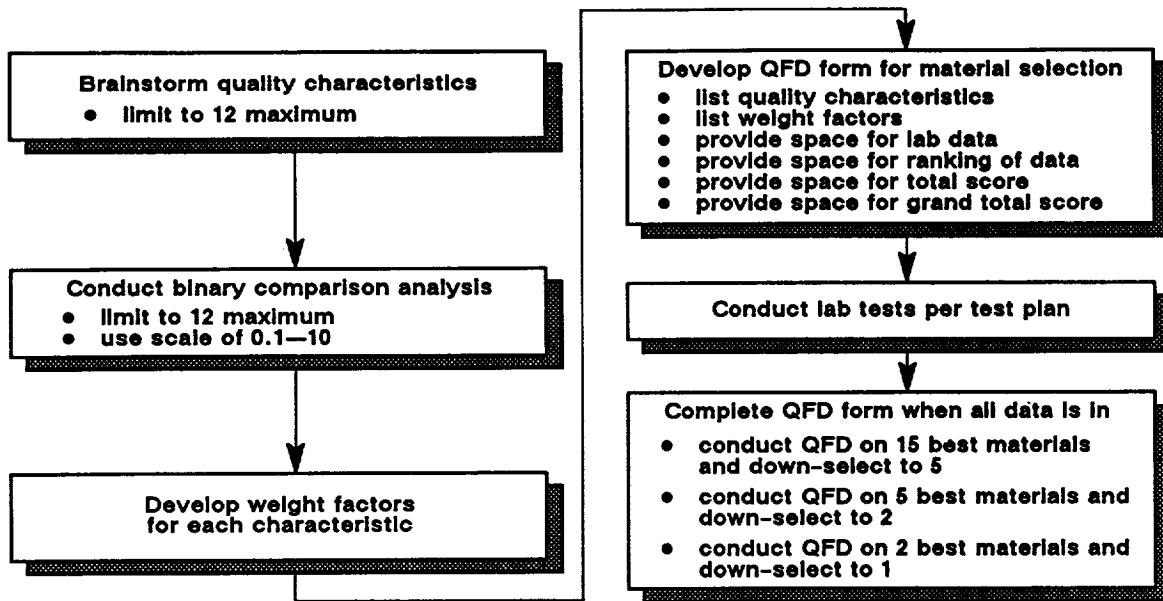 Brainstorm quality characteristics
● limit to 12 maximum
Conduct binary comparison analysis
● limit to 12 maximum
● use scale of 0.1—10
Develop weight factors
for each characteristic
Develop QFD form for material selection
● list quality characteristics
● list weight factors
● provide space for lab data
● provide space for ranking of data
● provide space for total score
● provide space for grand total score
Conduct lab tests per test plan
Complete QFD form when all data is in
● conduct QFD on 15 best materials
and down-select to 5
● conduct QFD on 5 best materials and
down-select to 2
● conduct QFD on 2 best materials and
down-select to 1